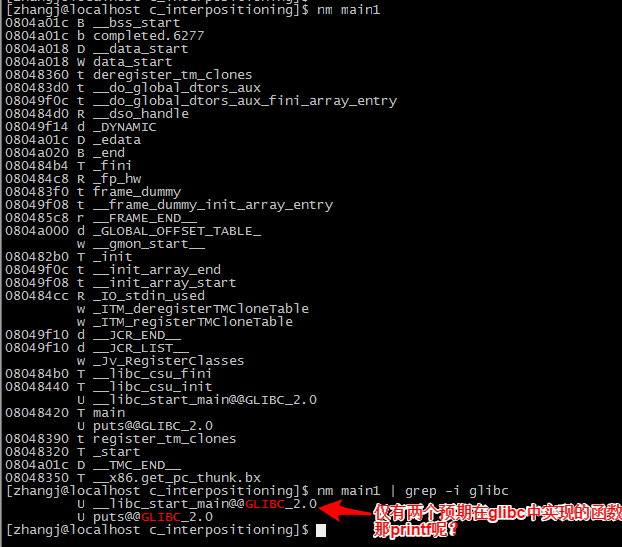 [zhangj@localhost c_interpositioning]$ nm main1
0804a01c B __bss_start
0804a01c b completed.6277
0804a018 D __data_start
0804a018 W data_start
08048360 t deregister_tm_clones
080483d0 t __do_global_dtors_aux
08049f0c t __do_global_dtors_aux_fini_array_entry
080484d0 R __dso_handle
08049f14 d _DYNAMIC
0804a01c D _edata
0804a020 B _end
080484b4 T _fini
080484c8 R _fp_hw
080483f0 t frame_dummy
08049f08 t __frame_dummy_init_array_entry
080485c8 r __FRAME_END__
0804a000 d _GLOBAL_OFFSET_TABLE_
w __gmon_start__
080482b0 T _init
08049f0c t __init_array_end
08049f08 t __init_array_start
080484cc R _IO_stdin_used
w _ITM_deregisterTMCloneTable
w _ITM_registerTMCloneTable
08049f10 d __JCR_END__
08049f10 d __JCR_LIST__
w _Jv_RegisterClasses
080484b0 T __libc_csu_fini
08048440 T __libc_csu_init
U __libc_start_main@@GLIBC_2.0
08048420 T main
U puts@@GLIBC_2.0
08048390 t register_tm_clones
08048320 T _start
0804a01c D __TMC_END__
08048350 T __x86.get_pc_thunk.bx
[zhangj@localhost c_interpositioning]$ nm main1 | grep -i glibc
U __libc_start_main@@GLIBC_2.0
U puts@@GLIBC_2.0
[zhangj@localhost c_interpositioning]$
仅有两个预期在glibc中实现的函数
那printf呢?